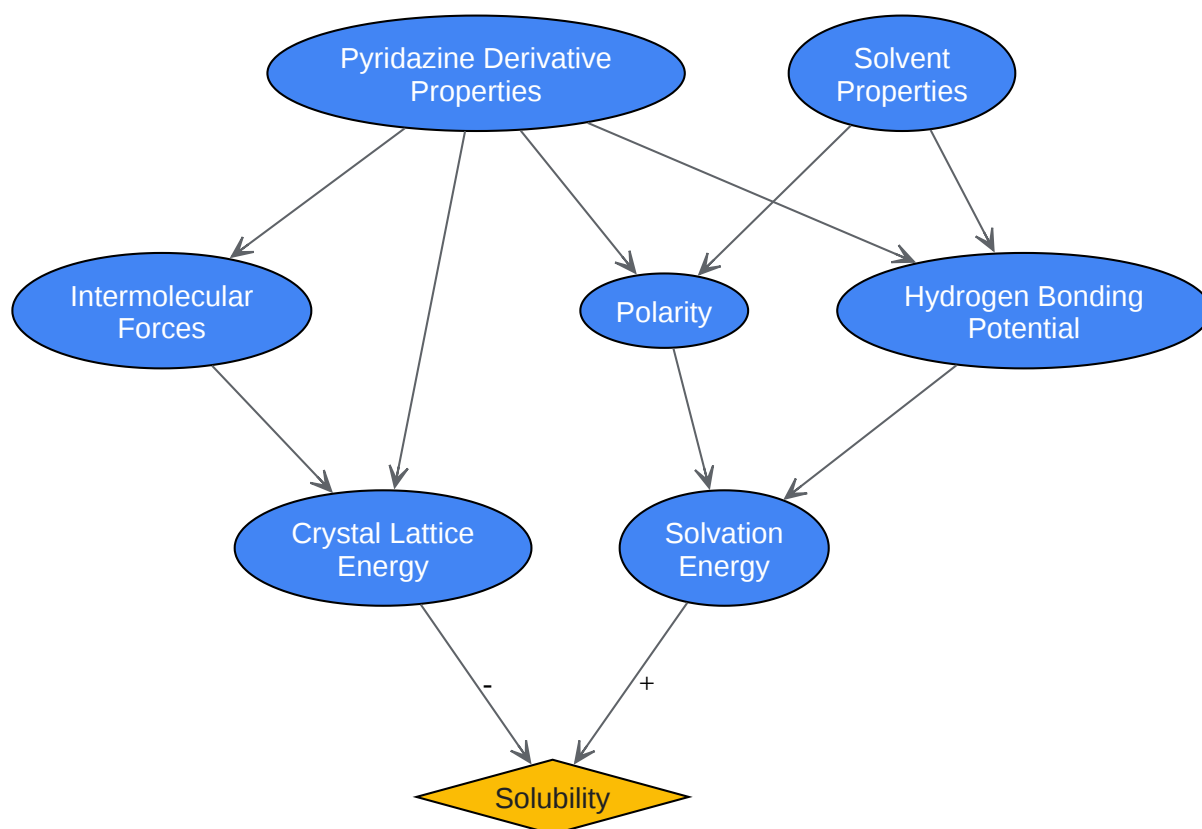 Pyridazine Derivative
Properties
Solvent
Properties
Intermolecular
Forces
Polarity
Hydrogen Bonding
Potential
Crystal Lattice
Energy
Solvation
Energy
-
+
Solubility